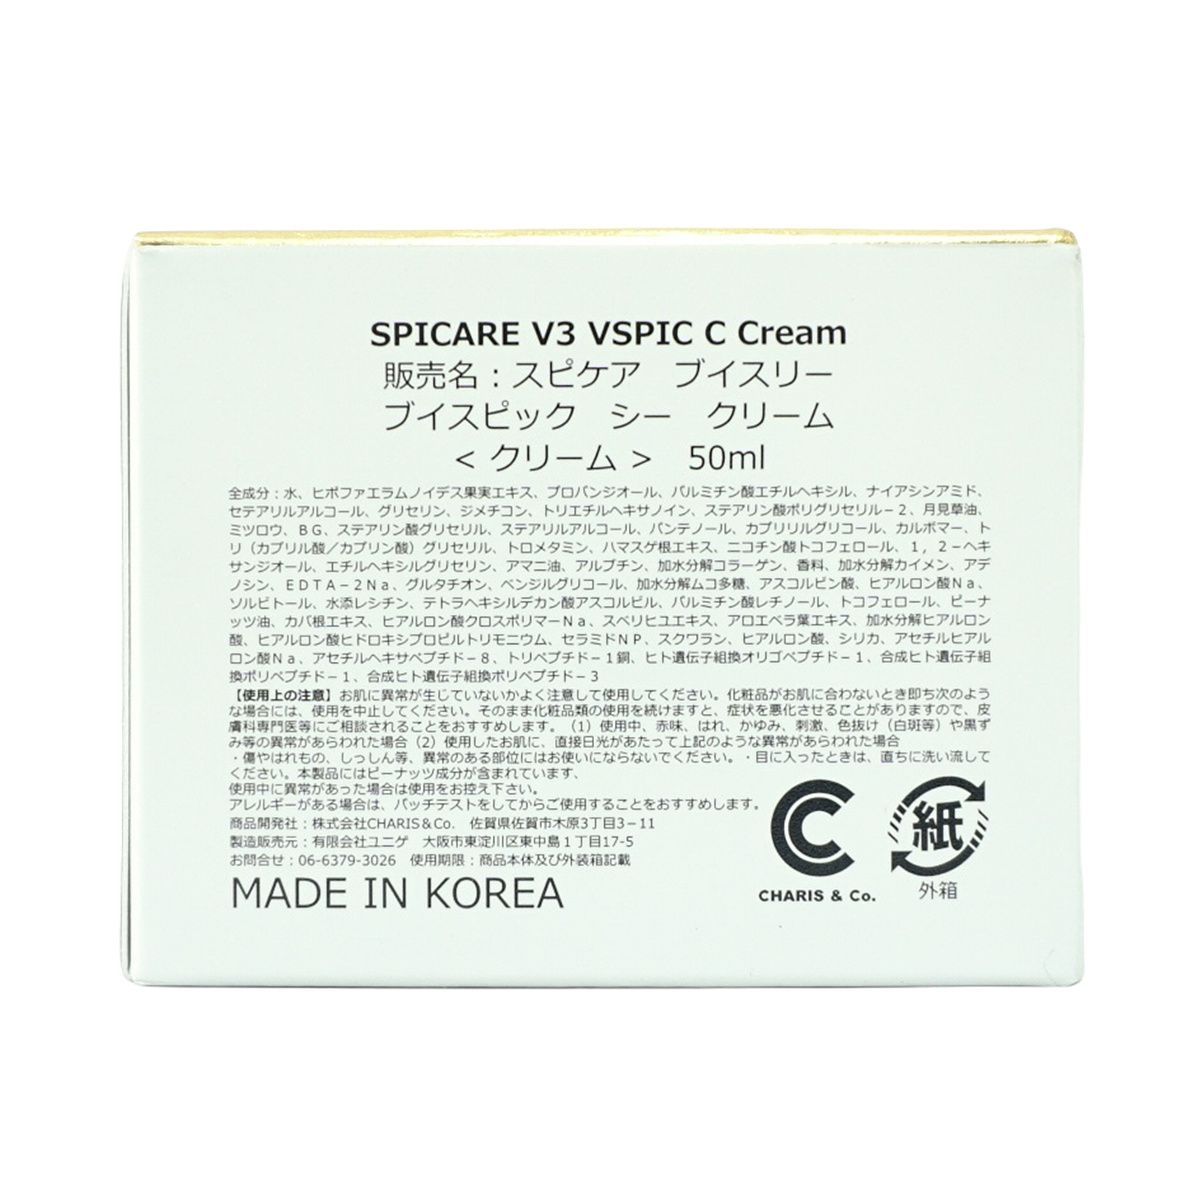 SPICARE V3 VSPIC C Cream
販売名：スピケア　ブイスリー
ブイスピック　シー　クリーム
＜クリーム＞　50ml
全成分：水、ヒポファエラムノイデス果実エキス、プロパンジオール、パルミチン酸エチルヘキシル、ナイアシンアミド、
セテアリルアルコール、グリセリン、ジメチコン、トリエチルヘキサノイン、ステアリン酸ポリグリセリル－2、月見草油、
ミツロウ、ＢＧ、ステアリン酸グリセリル、ステアリルアルコール、パンテノール、カプリリルグリコール、カルボマー、ト
リ（カプリル酸／カプリン酸）グリセリル、トロメタミン、ハマスゲ根エキス、ニコチン酸トコフェロール、１，２－ヘキ
サンジオール、エチルヘキシルグリセリン、アマニ油、アルブチン、加水分解コラーゲン、香料、加水分解カイメン、アデ
ノシン、ＥＤＴＡ－２Ｎａ、グルタチオン、ベンジルグリコール、加水分解ムコ多糖、アスコルビン酸、ヒアルロン酸Ｎａ、
ソルビトール、水添レシチン、テトラヘキシルデカン酸アスコルビル、パルミチン酸レチノール、トコフェロール、ピーナ
ッツ油、カバ根エキス、ヒアルロン酸クロスポリマーＮａ、スベリヒユエキス、アロエベラ葉エキス、加水分解ヒアルロン
酸、ヒアルロン酸ヒドロキシプロピルトリモニウム、セラミドＮＰ、スクワラン、ヒアルロン酸、シリカ、アセチルヒアル
ロン酸Ｎａ、アセチルヘキサペプチド－８、トリペプチド－１銅、ヒト遺伝子組換オリゴペプチド－１、合成ヒト遺伝子組
換ポリペプチド－１、合成ヒト遺伝子組換ポリペプチド－３
【使用上の注意】お肌に異常が生じていないかよく注意して使用してください。化粧品がお肌に合わないとき即ち次のよう
な場合には、使用を中止してください。そのまま化粧品類の使用を続けますと、症状を悪化させることがありますので、皮
膚科専門医等にご相談されることをおすすめします。（1）使用中、赤味、はれ、かゆみ、刺激、色抜け（白斑等）や黒ず
み等の異常があらわれた場合（2）使用したお肌に、直接日光があたって上記のような異常があらわれた場合
・傷やはれもの、しっしん等、異常のある部位にはお使いにならないでください。・目に入ったときは、直ちに洗い流して
ください。本製品にはピーナッツ成分が含まれています、
使用中に異常があった場合は使用をお控え下さい。
アレルギーがある場合は、パッチテストをしてからご使用することをおすすめします。
商品開発社：株式会社CHARIS＆Co.　佐賀県佐賀市木原3丁目3－11
製造販売元：有限会社ユニゲ　大阪市東淀川区東中島１丁目17-5
お問合せ：06-6379-3026　使用期限：商品本体及び外装箱記載
MADE IN KOREA
CHARIS & Co.
紙
外箱